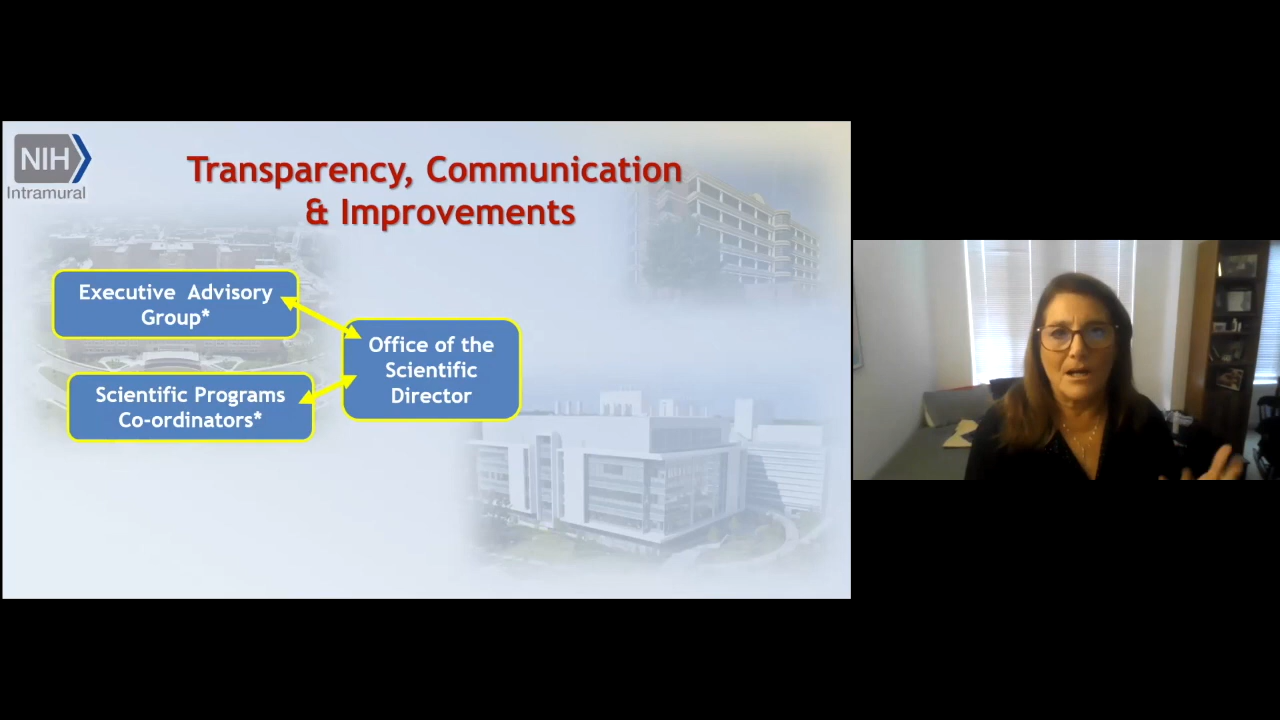 NIH
Intramural
Transparency, Communication
& Improvements
Executive Advisory
Group*
Office of the
Scientific
Director
Scientific Programs
Co-ordinators*